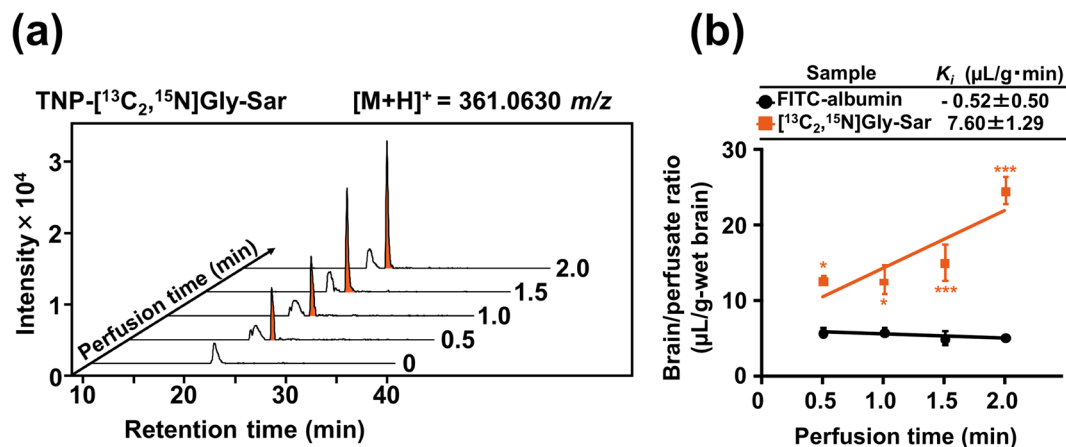 (a)
TNP-[¹³C₂,¹⁵N]Gly-Sar [M+H]⁺ = 361.0630 m/z
Intensity × 10⁴
3
2
1
0
Perfusion time (min)
2.0
1.5
1.0
0.5
0
10 20 30 40
Retention time (min)
(b)
Sample Kᵢ (µL/g・min)
FITC-albumin - 0.52±0.50
[¹³C₂,¹⁵N]Gly-Sar 7.60±1.29
Brain/perfusate ratio
(µL/g-wet brain)
30
20
10
0
***
*
*
***
0 0.5 1.0 1.5 2.0
Perfusion time (min)